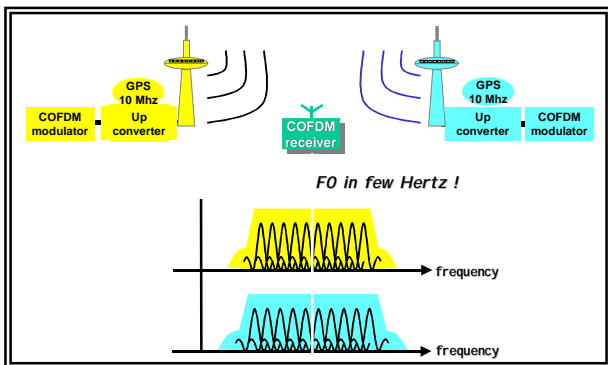 GPS
10 Mhz
COFDM
modulator
Up
converter
COFDM
receiver
GPS
10 Mhz
Up
converter
COFDM
modulator
FO in few Hertz !
frequency
frequency